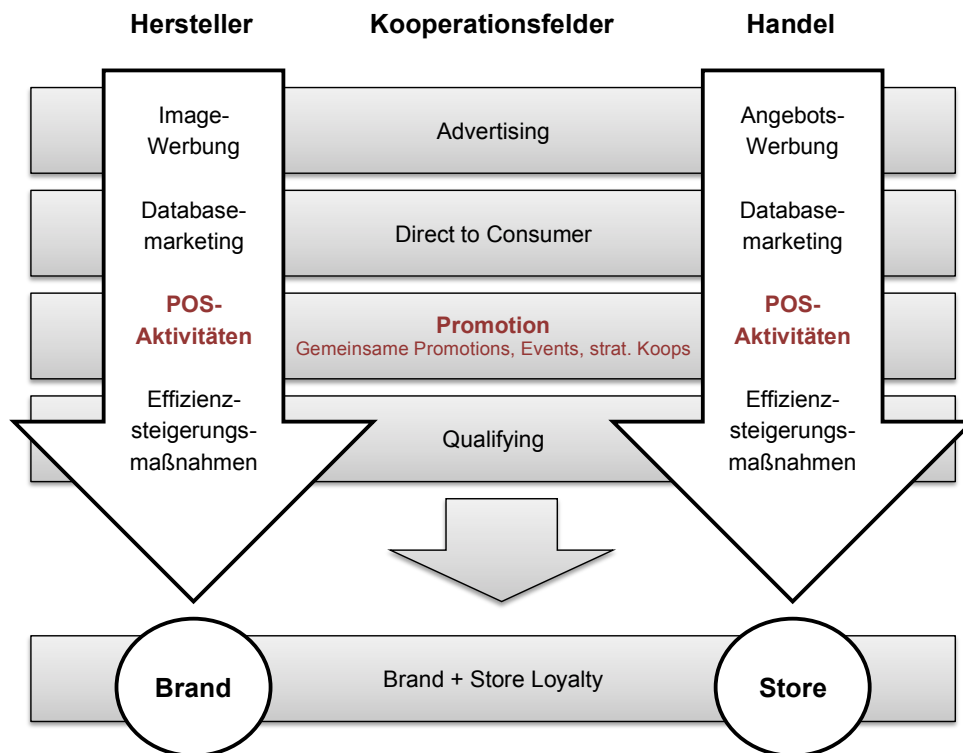 Hersteller
Kooperationsfelder
Handel
Image-
Werbung
Advertising
Angebots-
Werbung
Database-
marketing
Direct to Consumer
Database-
marketing
POS-
Aktivitäten
Promotion
Gemeinsame Promotions, Events, strat. Koops
POS-
Aktivitäten
Effizienz-
steigerungs-
maßnahmen
Qualifying
Effizienz-
steigerungs-
maßnahmen
Brand
Brand + Store Loyalty
Store